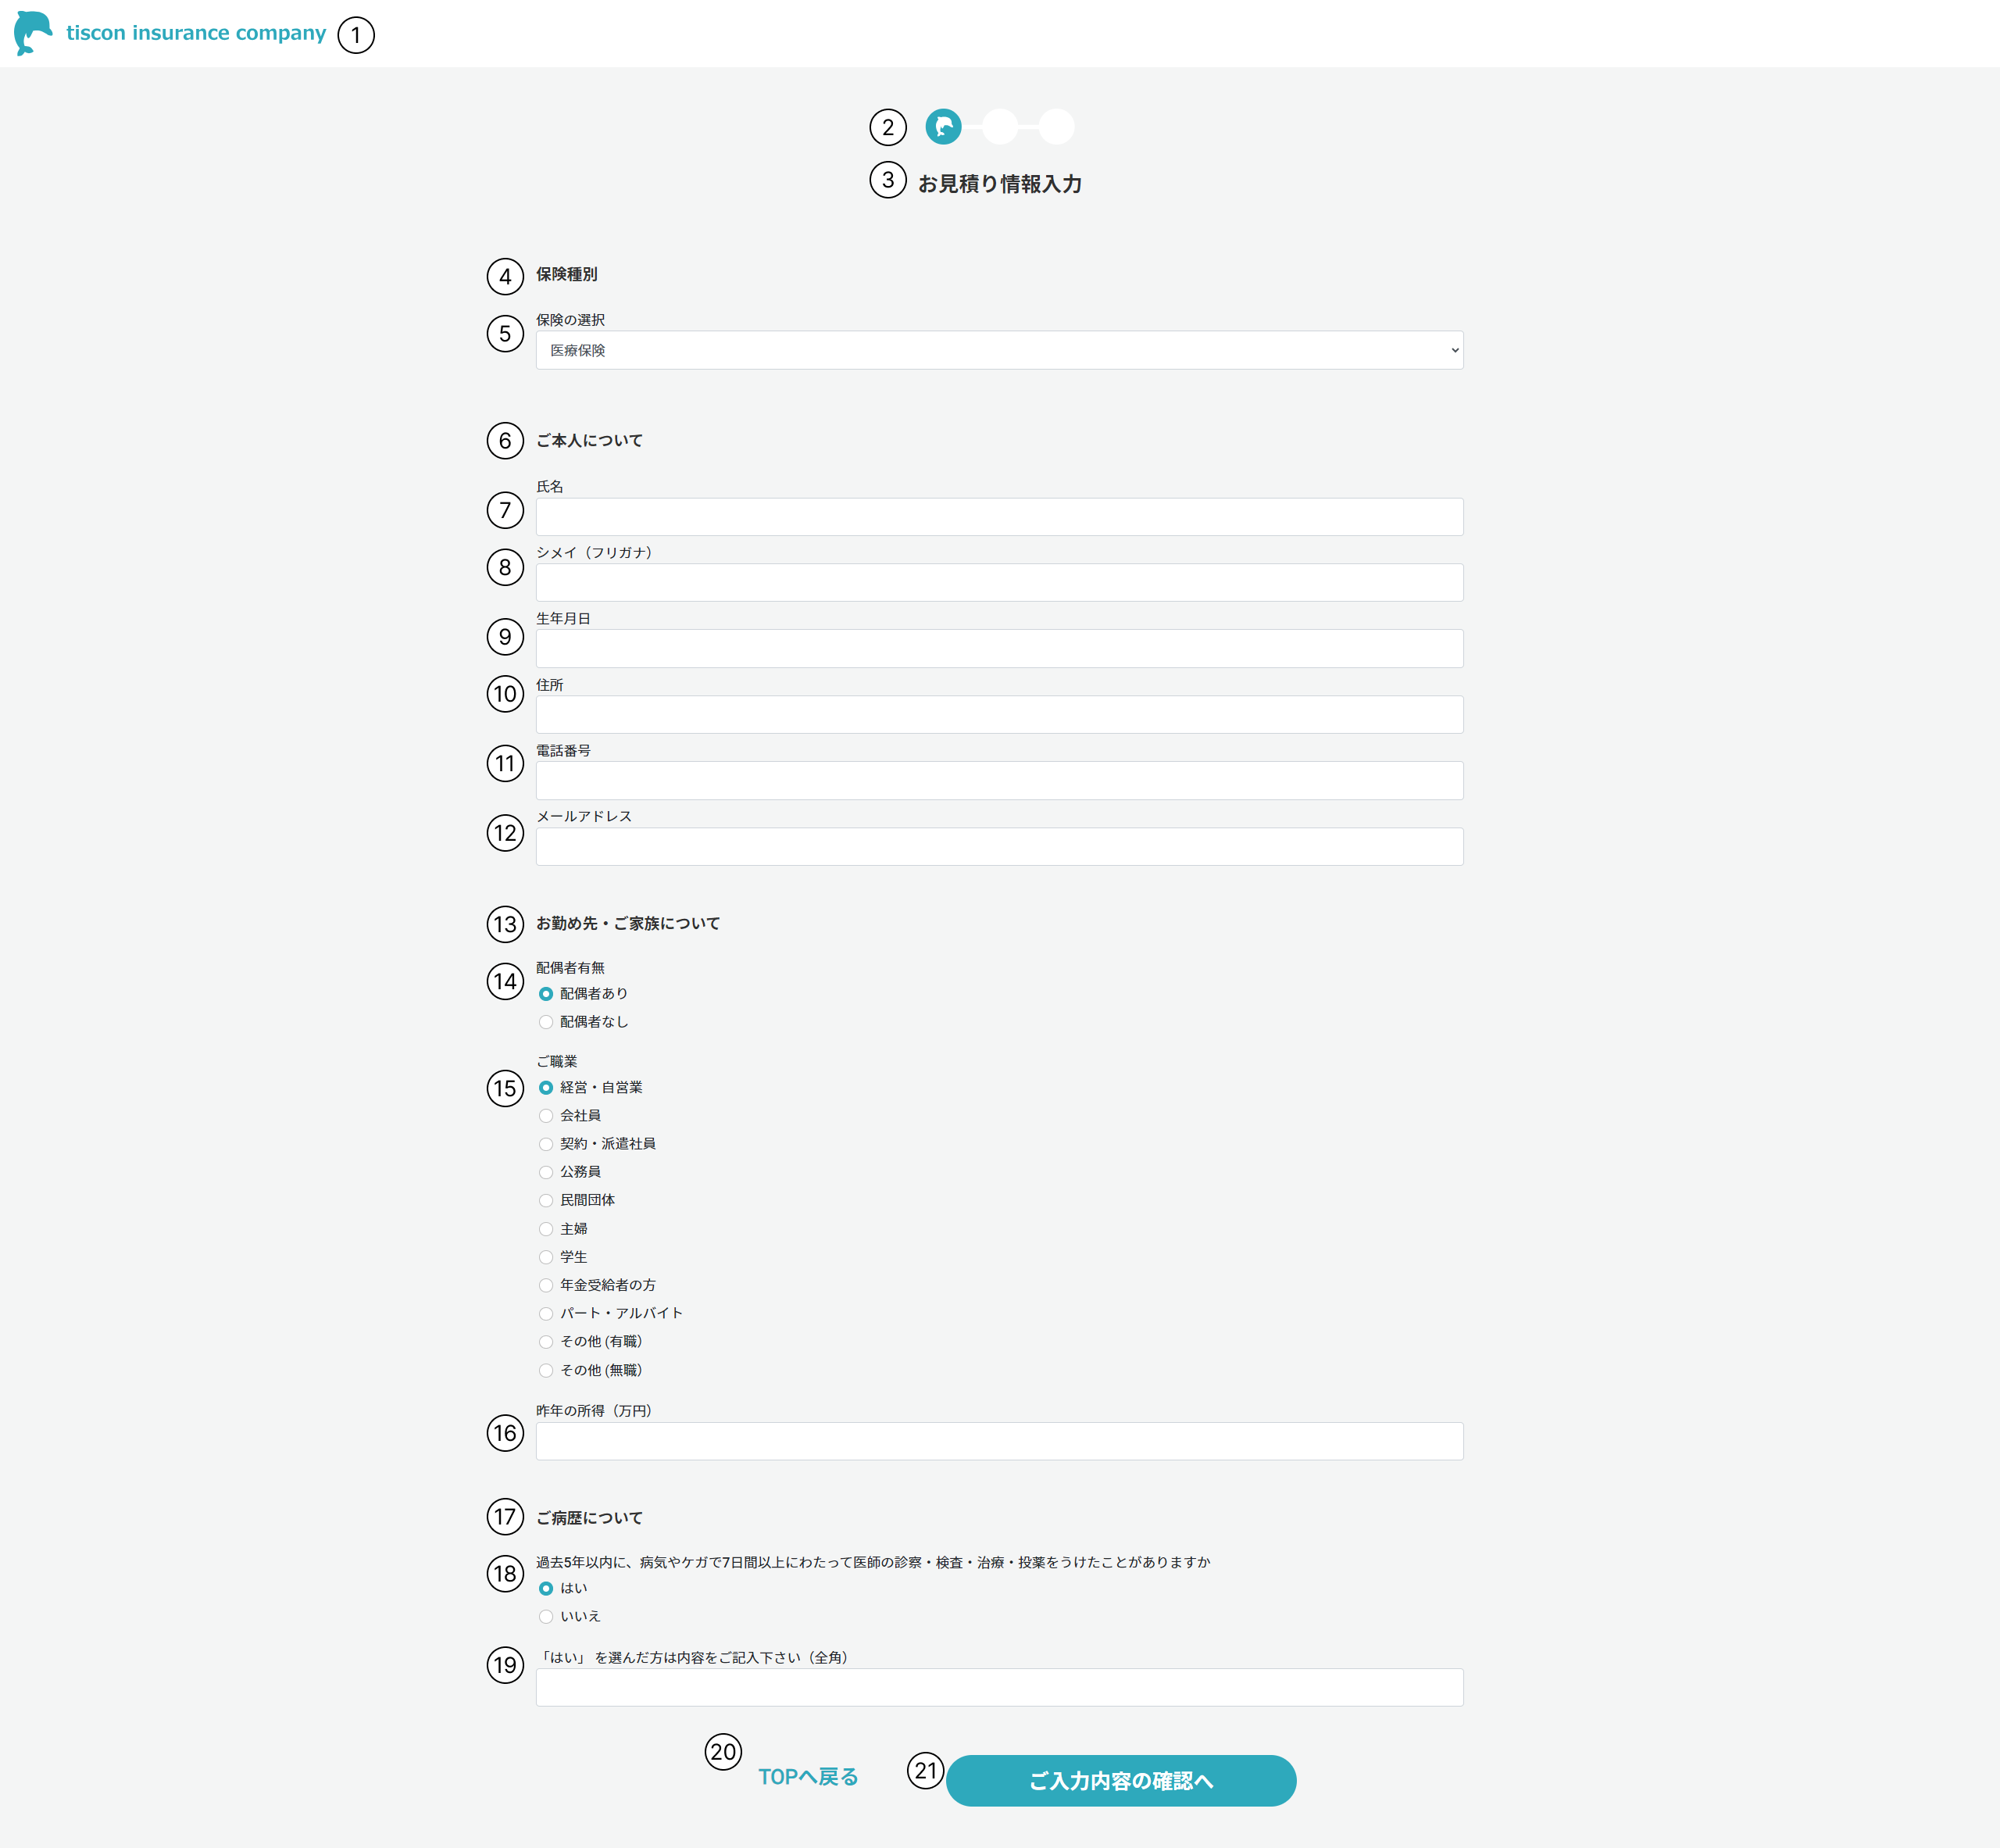 tiscon insurance company 1
2
3 お見積り情報入力
4 保険種別
5 保険の選択
医療保険
6 ご本人について
7 氏名
8 シメイ（フリガナ）
9 生年月日
10 住所
11 電話番号
12 メールアドレス
13 お勤め先・ご家族について
14 配偶者有無
配偶者あり
配偶者なし
ご職業
15 経営・自営業
会社員
契約・派遣社員
公務員
民間団体
主婦
学生
年金受給者の方
パート・アルバイト
その他 (有職）
その他 (無職）
昨年の所得（万円）
16
17 ご病歴について
18 過去5年以内に、病気やケガで7日間以上にわたって医師の診察・検査・治療・投薬をうけたことがありますか
はい
いいえ
19 「はい」 を選んだ方は内容をご記入下さい（全角）
20 TOPへ戻る
21 ご入力内容の確認へ